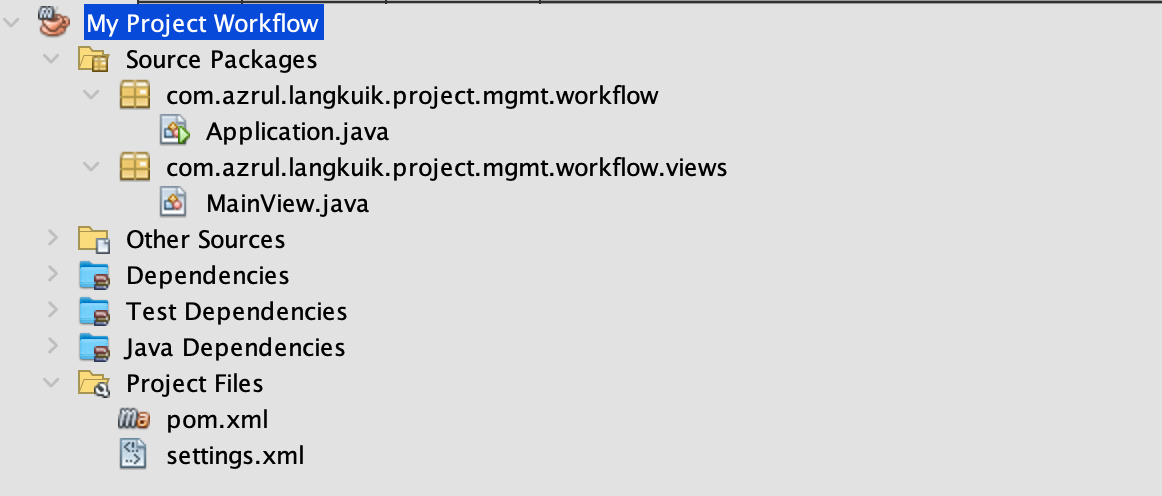 My Project Workflow
Source Packages
com.azrul.langkuik.project.mgmt.workflow
Application.java
com.azrul.langkuik.project.mgmt.workflow.views
MainView.java
Other Sources
Dependencies
Test Dependencies
Java Dependencies
Project Files
pom.xml
settings.xml